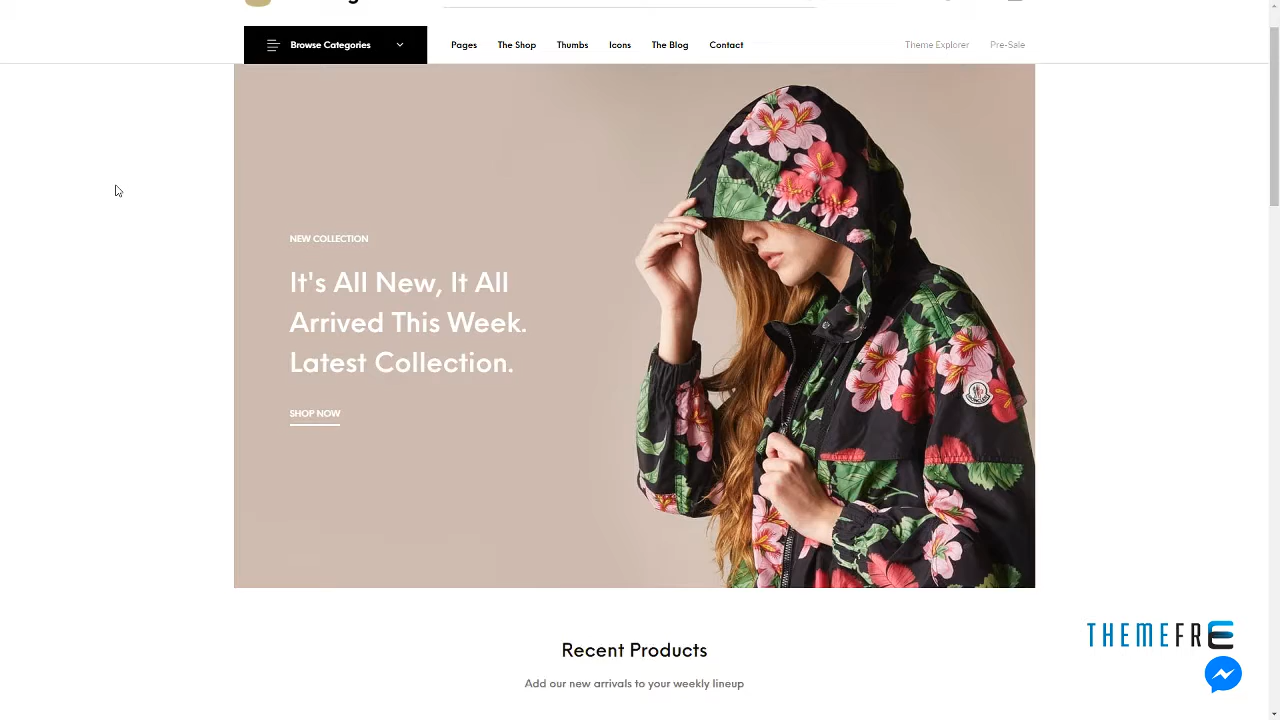 Browse Categories
Pages
The Shop
Thumbs
Icons
The Blog
Contact
Theme Explorer
Pre-Sale
NEW COLLECTION
It's All New, It All
Arrived This Week.
Latest Collection.
SHOP NOW
Recent Products
Add our new arrivals to your weekly lineup
THEMEFRE